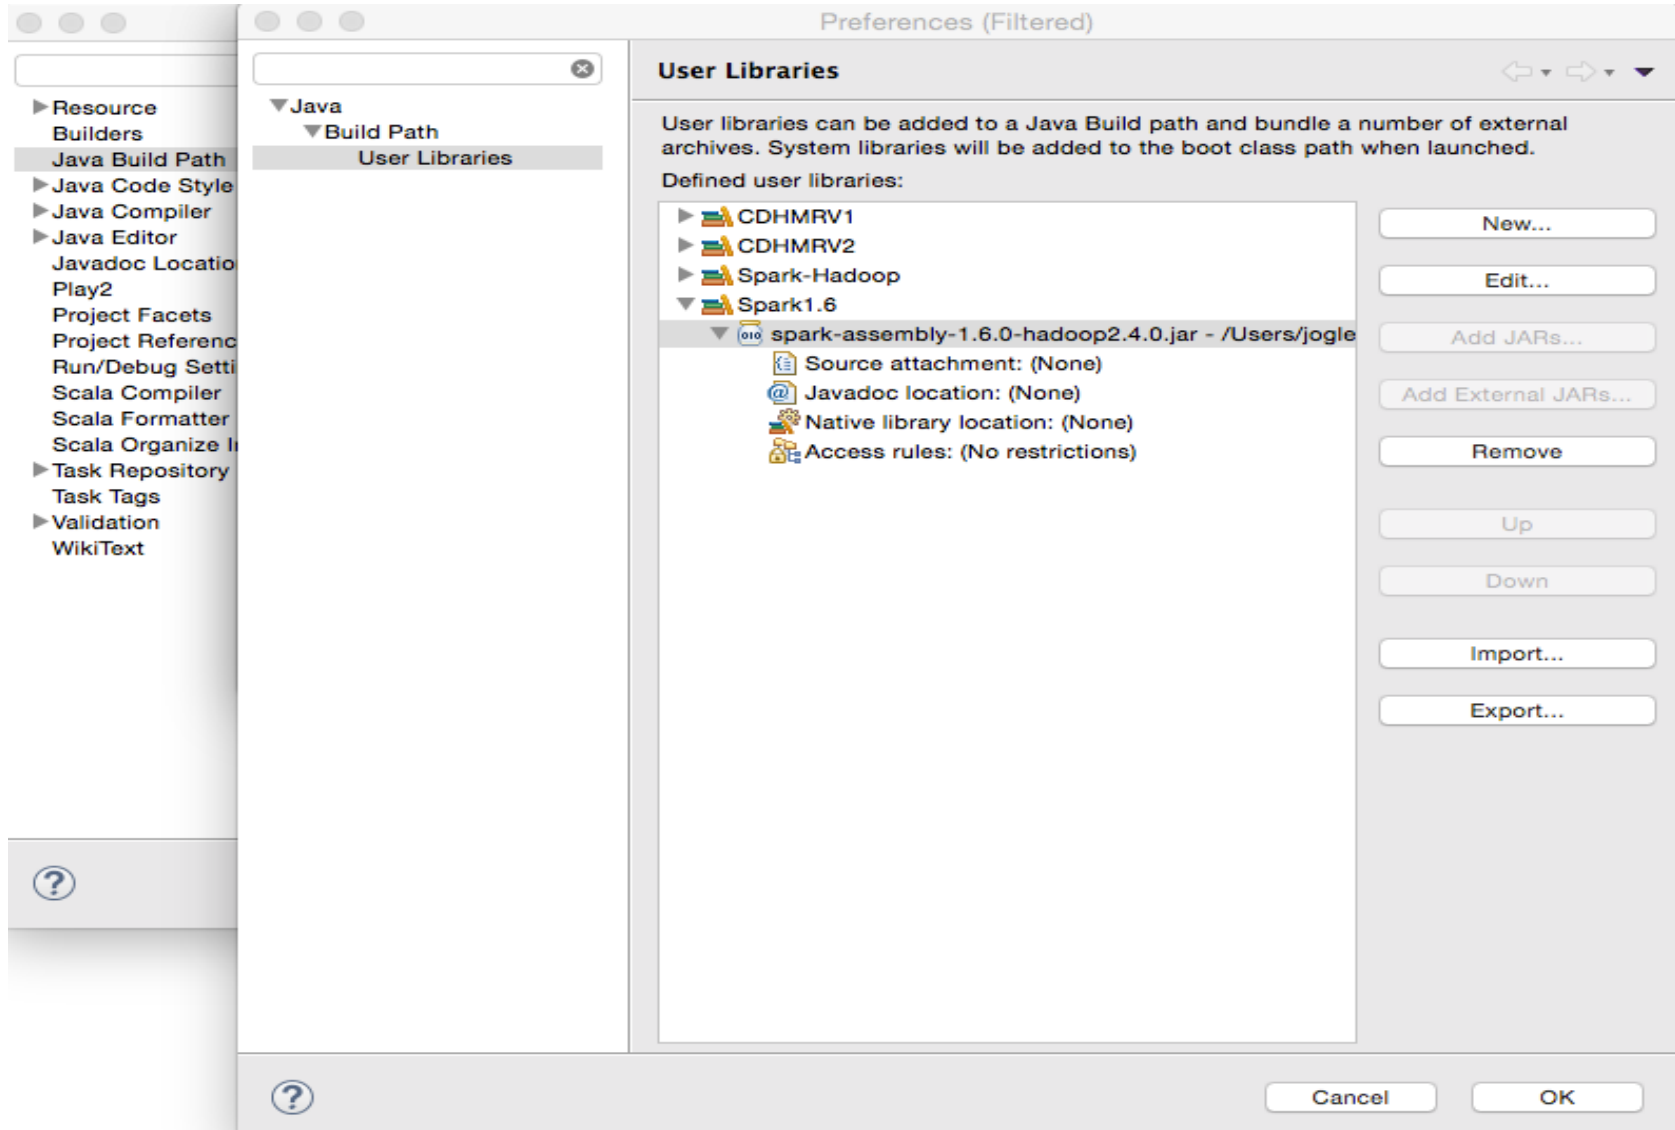 Preferences (Filtered)
Resource
Builders
Java Build Path
Java Code Style
Java Compiler
Java Editor
Javadoc Locatio
Play2
Project Facets
Project Referenc
Run/Debug Setti
Scala Compiler
Scala Formatter
Scala Organize I
Task Repository
Task Tags
Validation
WikiText
Java
Build Path
User Libraries
User Libraries
User libraries can be added to a Java Build path and bundle a number of external
archives. System libraries will be added to the boot class path when launched.
Defined user libraries:
CDHMRV1
CDHMRV2
Spark-Hadoop
Spark1.6
spark-assembly-1.6.0-hadoop2.4.0.jar - /Users/jogle
Source attachment: (None)
Javadoc location: (None)
Native library location: (None)
Access rules: (No restrictions)
New...
Edit...
Add JARs...
Add External JARs...
Remove
Up
Down
Import...
Export...
Cancel
OK